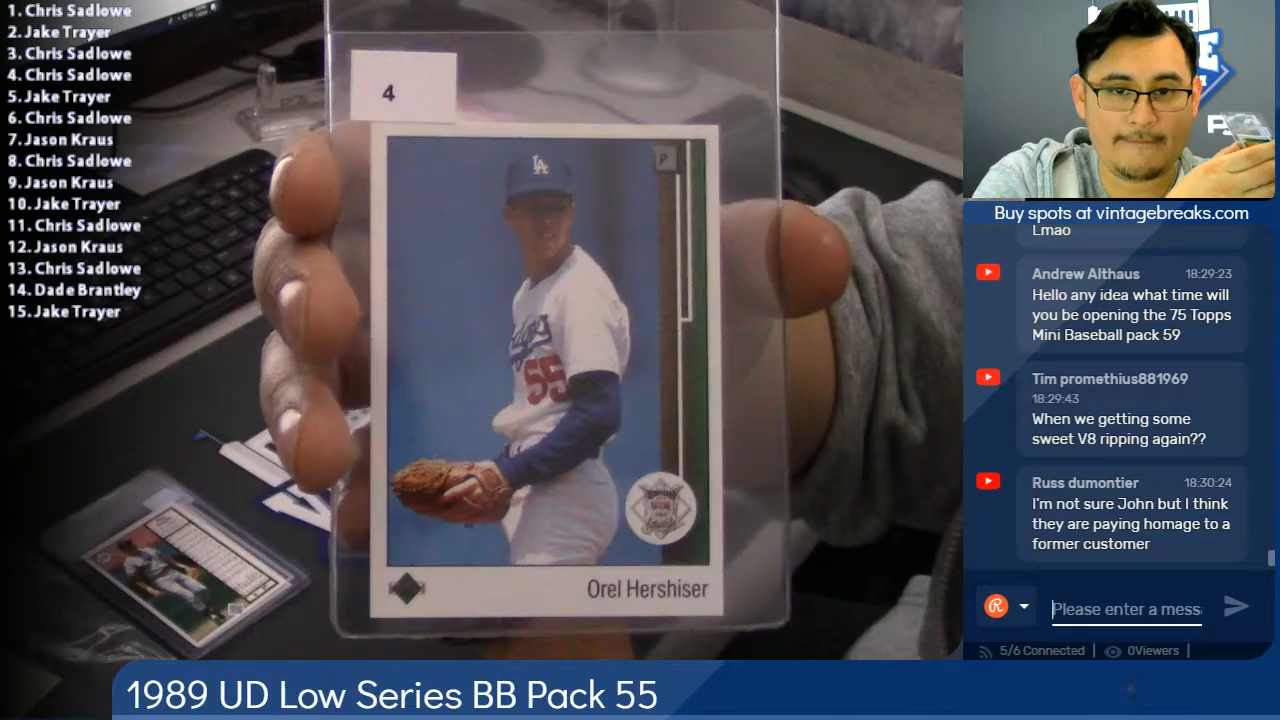 1. Chris Sadlowe
2. Jake Trayer
3. Chris Sadlowe
4. Chris Sadlowe
5. Jake Trayer
6. Chris Sadlowe
7. Jason Kraus
8. Chris Sadlowe
9. Jason Kraus
10. Jake Trayer
11. Chris Sadlowe
12. Jason Kraus
13. Chris Sadlowe
14. Dade Brantley
15. Jake Trayer
4
LA
P
Dodgers
55
Orel Hershiser
Buy spots at vintagebreaks.com
Lmao
Andrew Althaus 18:29:23
Hello any idea what time will
you be opening the 75 Topps
Mini Baseball pack 59
Tim promethius881969
18:29:43
When we getting some
sweet V8 ripping again??
Russ dumontier 18:30:24
I'm not sure John but I think
they are paying homage to a
former customer
Please enter a mess
5/6 Connected | 0Viewers |
1989 UD Low Series BB Pack 55